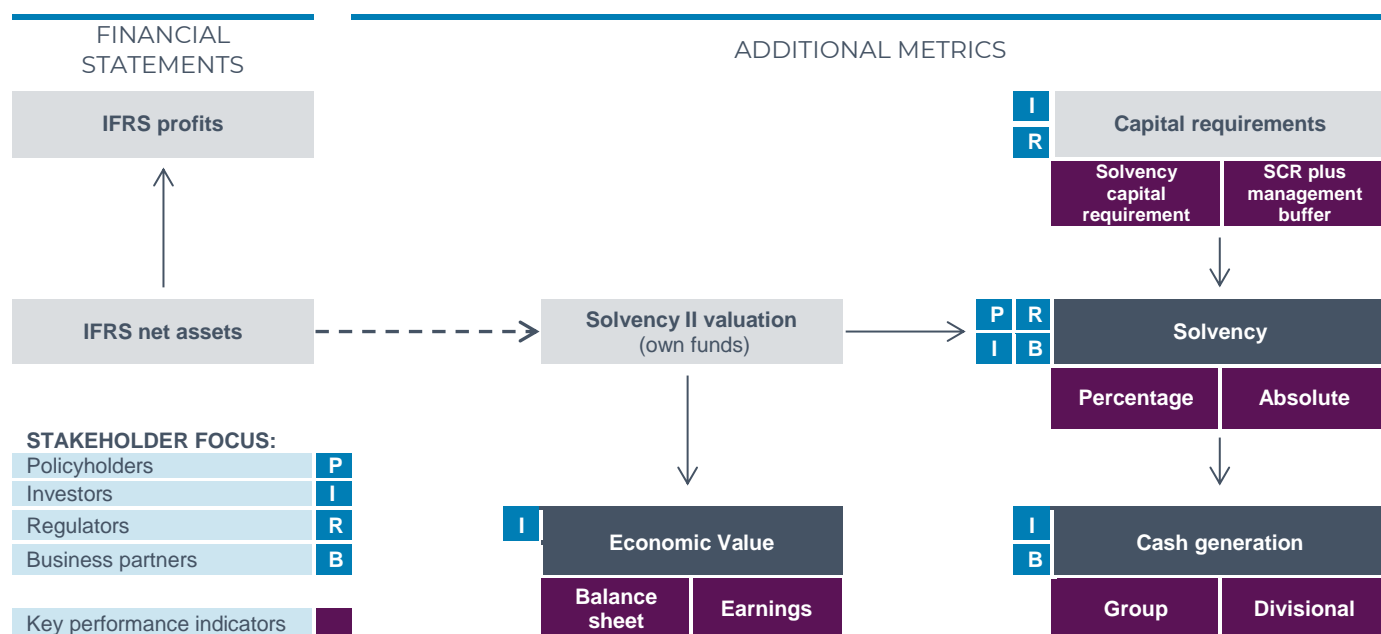 FINANCIAL
STATEMENTS
ADDITIONAL METRICS
IFRS profits
I
R
Capital requirements
Solvency
capital
requirement
SCR plus
management
buffer
IFRS net assets
Solvency II valuation
(own funds)
P R
I B
Solvency
Percentage
Absolute
STAKEHOLDER FOCUS:
Policyholders P
Investors I
Regulators R
Business partners B
Key performance indicators
I
Economic Value
Balance
sheet
Earnings
I
B
Cash generation
Group
Divisional